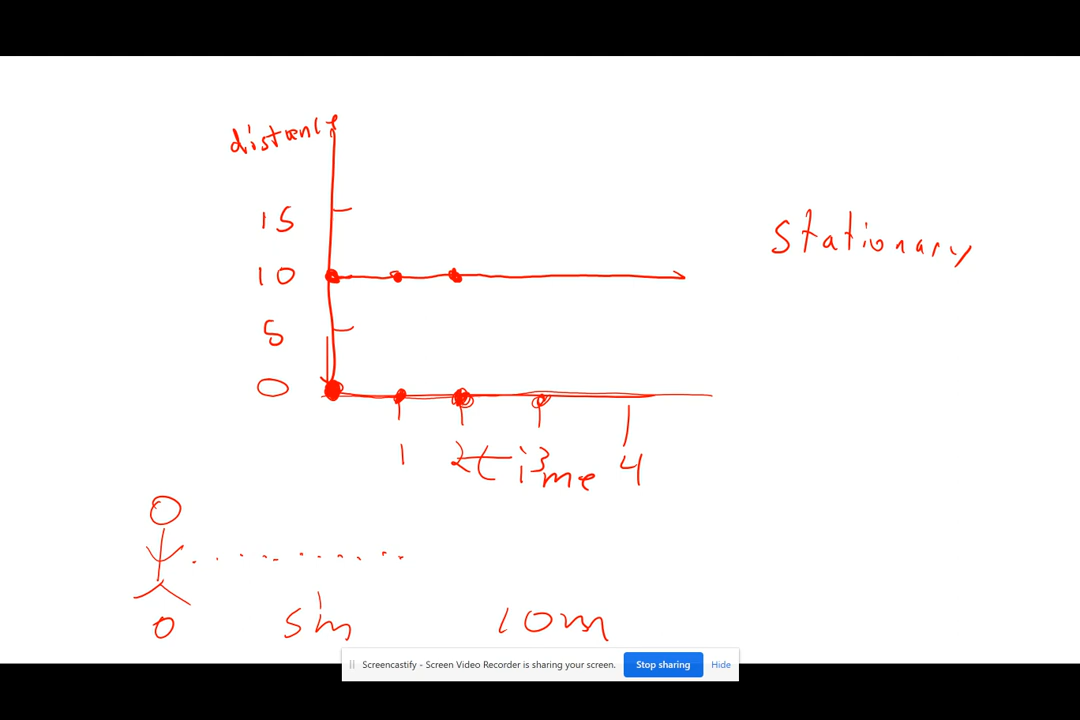 distance
15
stationary
10
5
0
1 2 3 4
time
0 5m 10m
Screencastify - Screen Video Recorder is sharing your screen. Stop sharing Hide